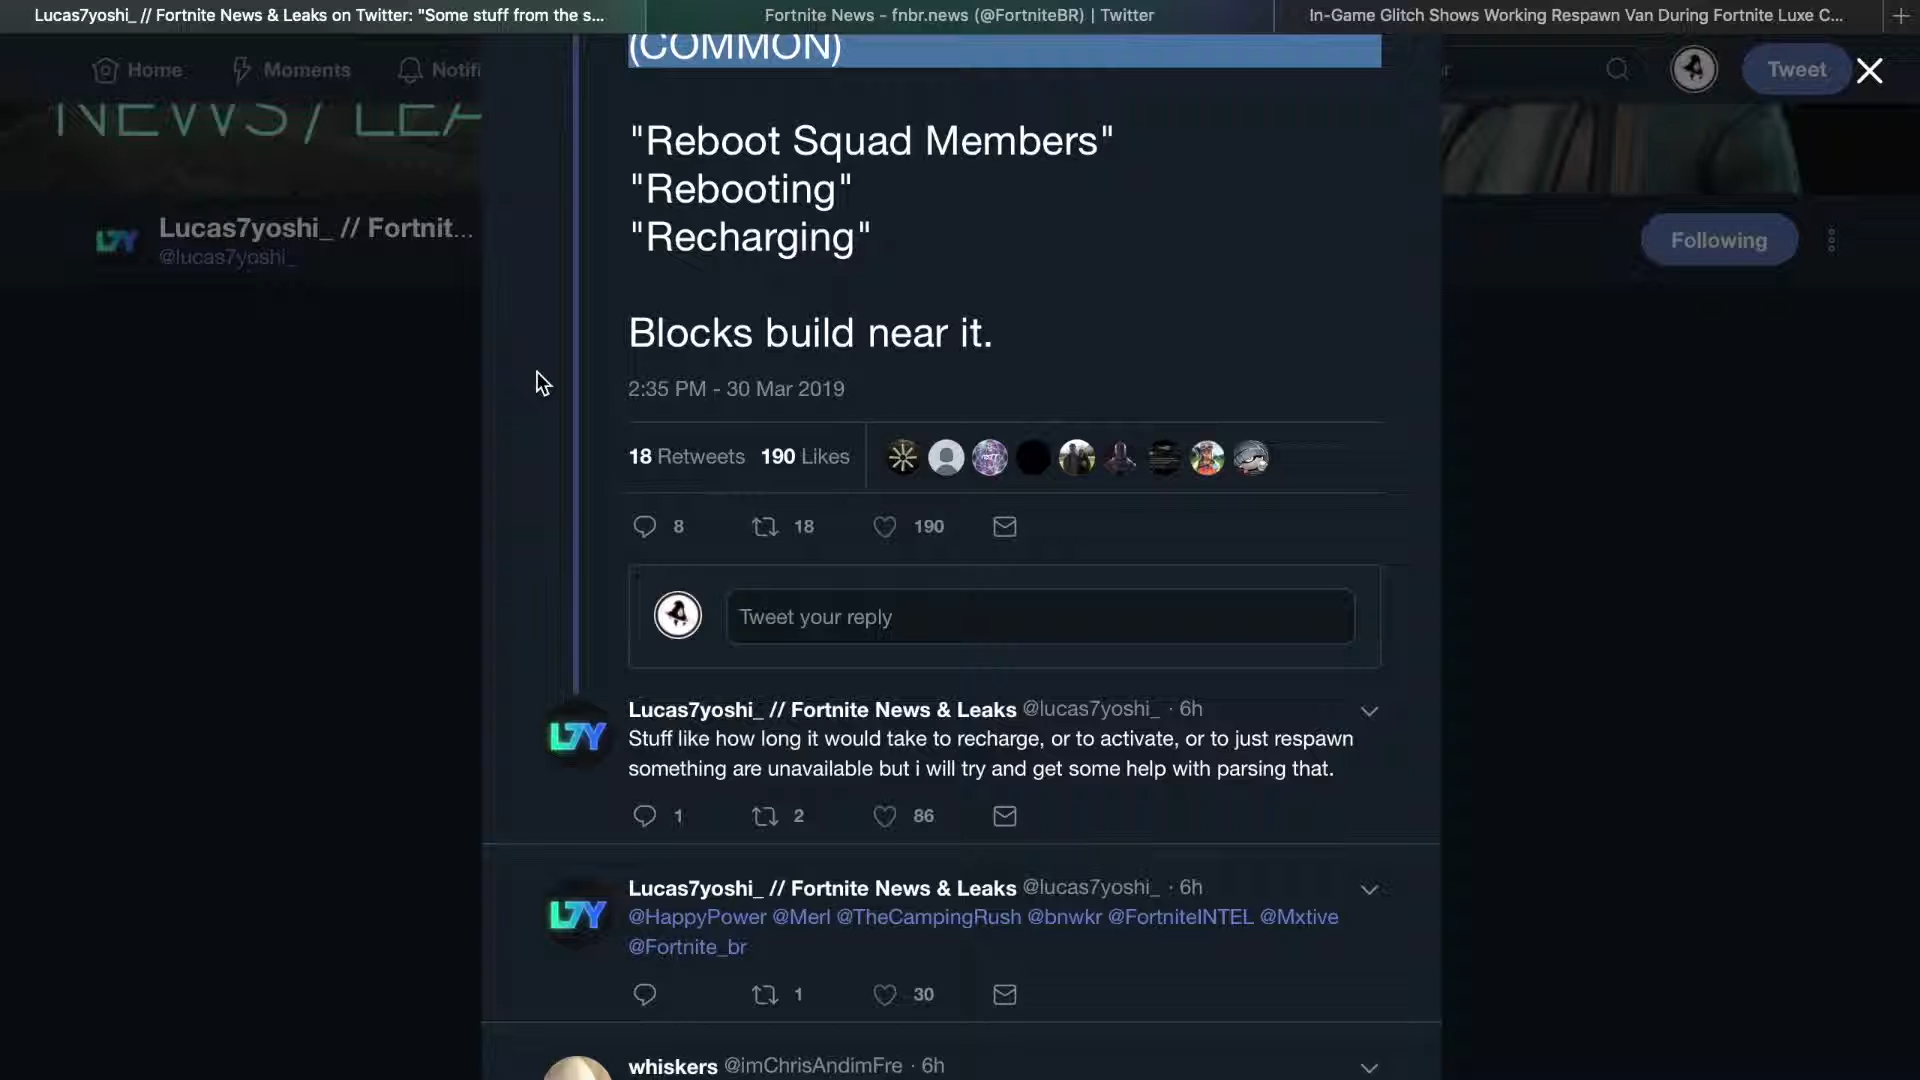 Lucas7yoshi_ // Fortnite News & Leaks on Twitter: "Some stuff from the s...
Fortnite News - fnbr.news (@FortniteBR) | Twitter
In-Game Glitch Shows Working Respawn Van During Fortnite Luxe C...
(COMMON)
Home
Moments
Notifi
Tweet
NEWS / LEA
"Reboot Squad Members"
"Rebooting"
"Recharging"
Lucas7yoshi_ // Fortnit...
@lucas7yoshi_
Following
Blocks build near it.
2:35 PM - 30 Mar 2019
18 Retweets 190 Likes
8 18 190
Tweet your reply
Lucas7yoshi_ // Fortnite News & Leaks @lucas7yoshi_ · 6h
Stuff like how long it would take to recharge, or to activate, or to just respawn
something are unavailable but i will try and get some help with parsing that.
L7Y
1 2 86
Lucas7yoshi_ // Fortnite News & Leaks @lucas7yoshi_ · 6h
@HappyPower @Merl @TheCampingRush @bnwkr @FortniteINTEL @Mxtive
@Fortnite_br
L7Y
1 30
whiskers @imChrisAndimFre · 6h